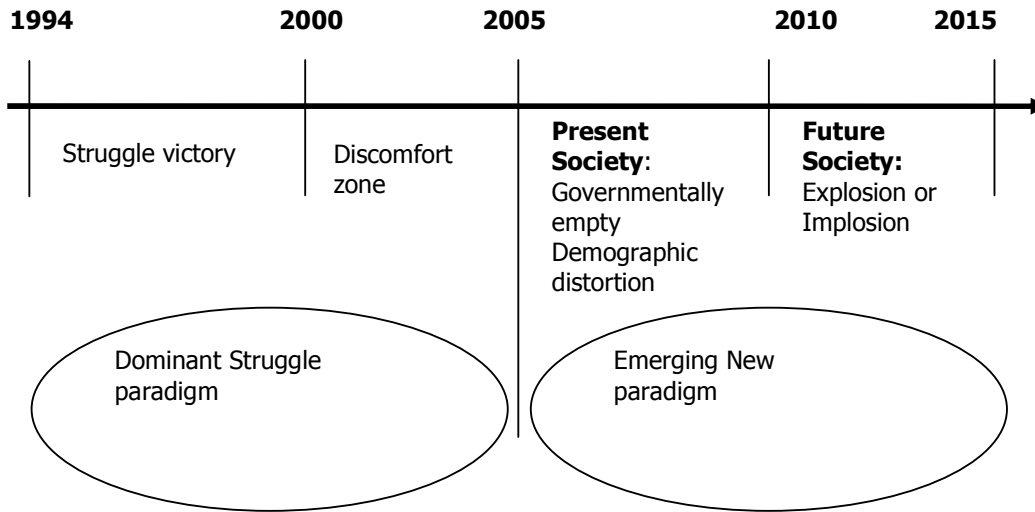 1994 2000 2005 2010 2015
Struggle victory
Discomfort
zone
Present
Society:
Governmentally
empty
Demographic
distortion
Future
Society:
Explosion or
Implosion
Dominant Struggle
paradigm
Emerging New
paradigm